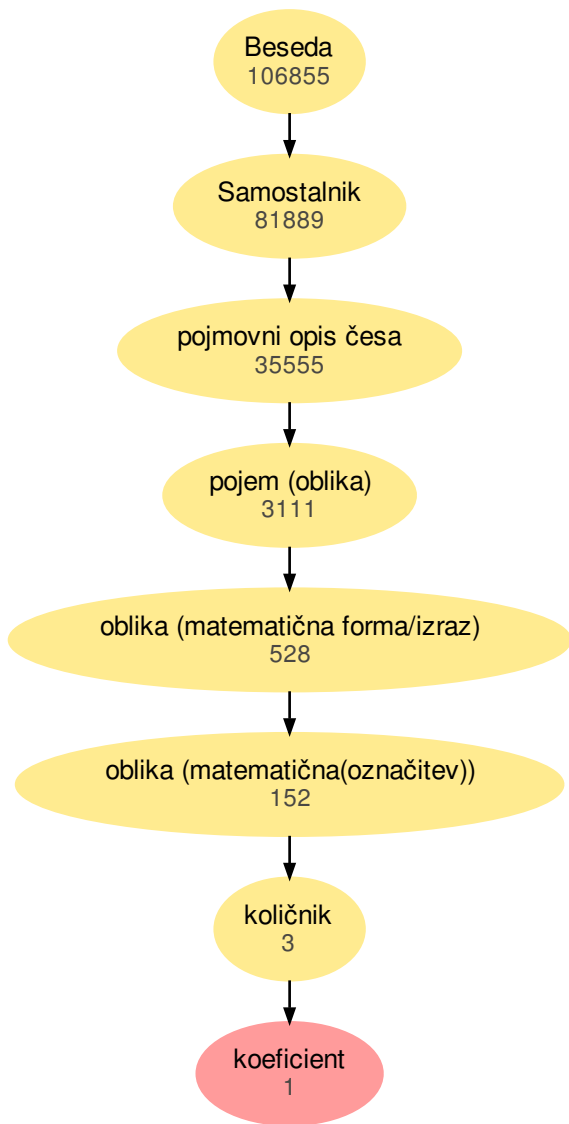 Beseda
106855
Samostalnik
81889
pojmovni opis česa
35555
pojem (oblika)
3111
oblika (matematična forma/izraz)
528
oblika (matematična(označitev))
152
količnik
3
koeficient
1